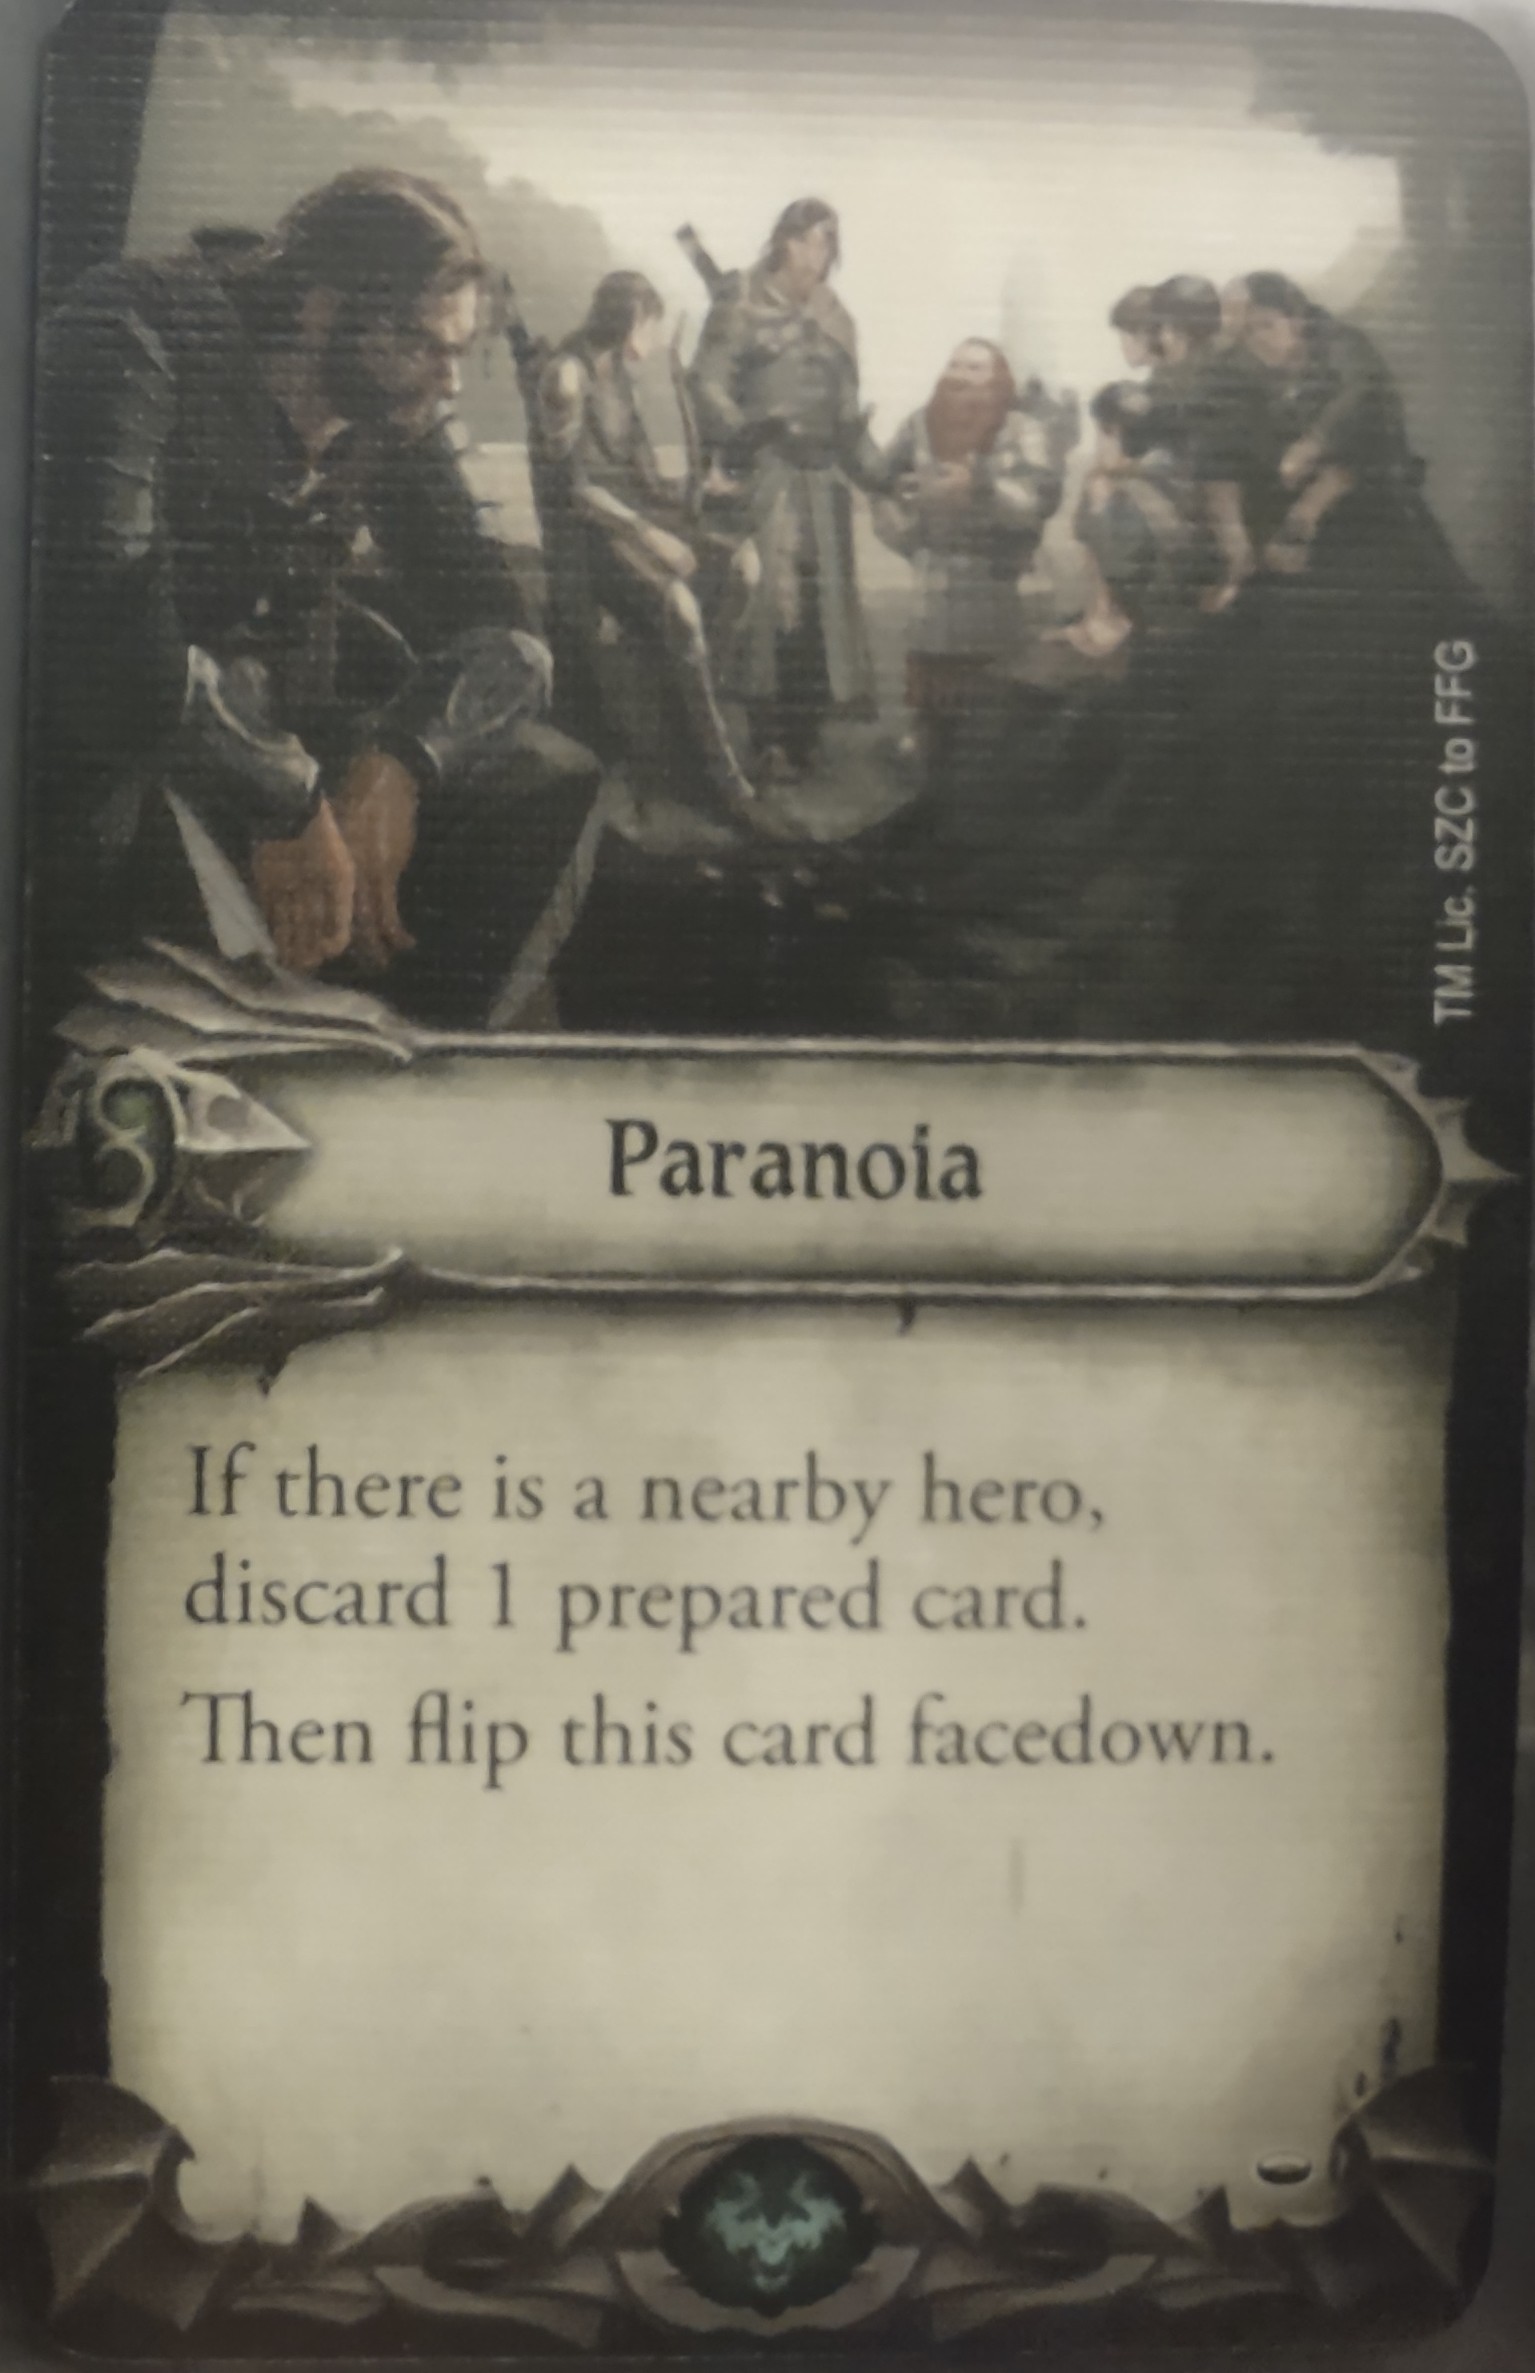 TM Lic. SZC to FFG
Paranoia
If there is a nearby hero,
discard 1 prepared card.
Then flip this card facedown.